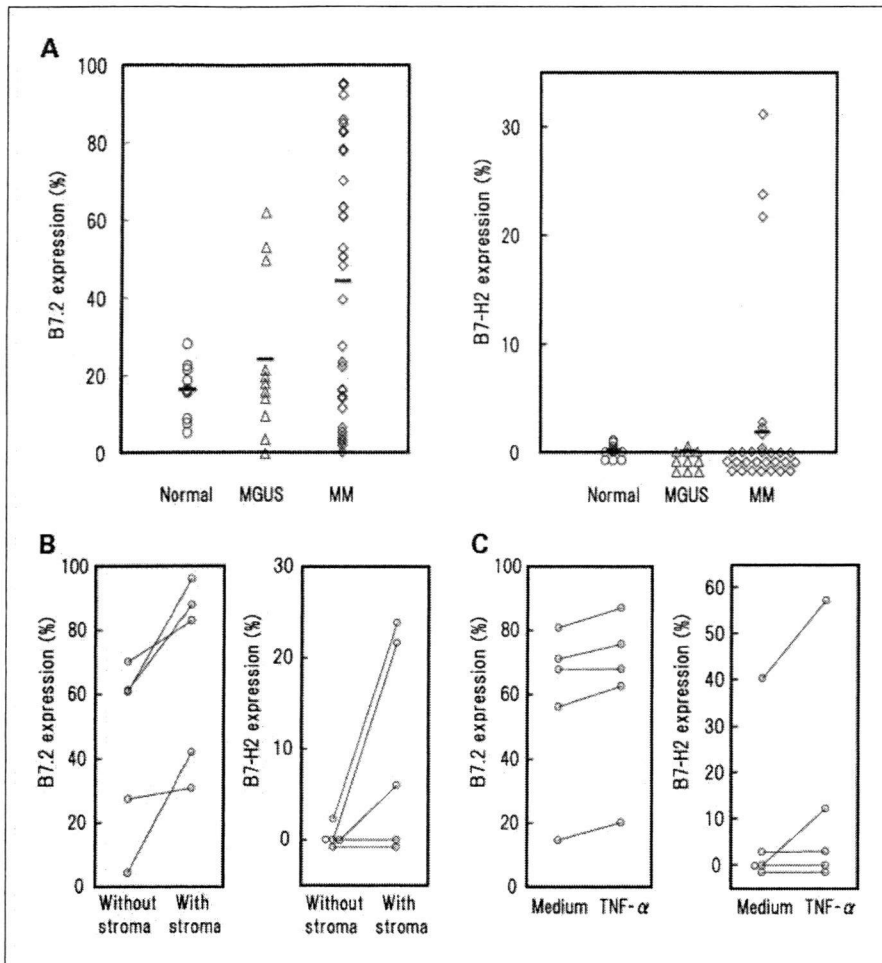 A
B7.2 expression (%)
100
80
60
40
20
0
Normal MGUS MM
B7-H2 expression (%)
30
20
10
0
Normal MGUS MM
B
B7.2 expression (%)
100
80
60
40
20
0
Without stroma
With stroma
B7-H2 expression (%)
30
20
10
0
Without stroma
With stroma
C
B7.2 expression (%)
100
80
60
40
20
0
Medium TNF-α
B7-H2 expression (%)
60
50
40
30
20
10
0
Medium TNF-α